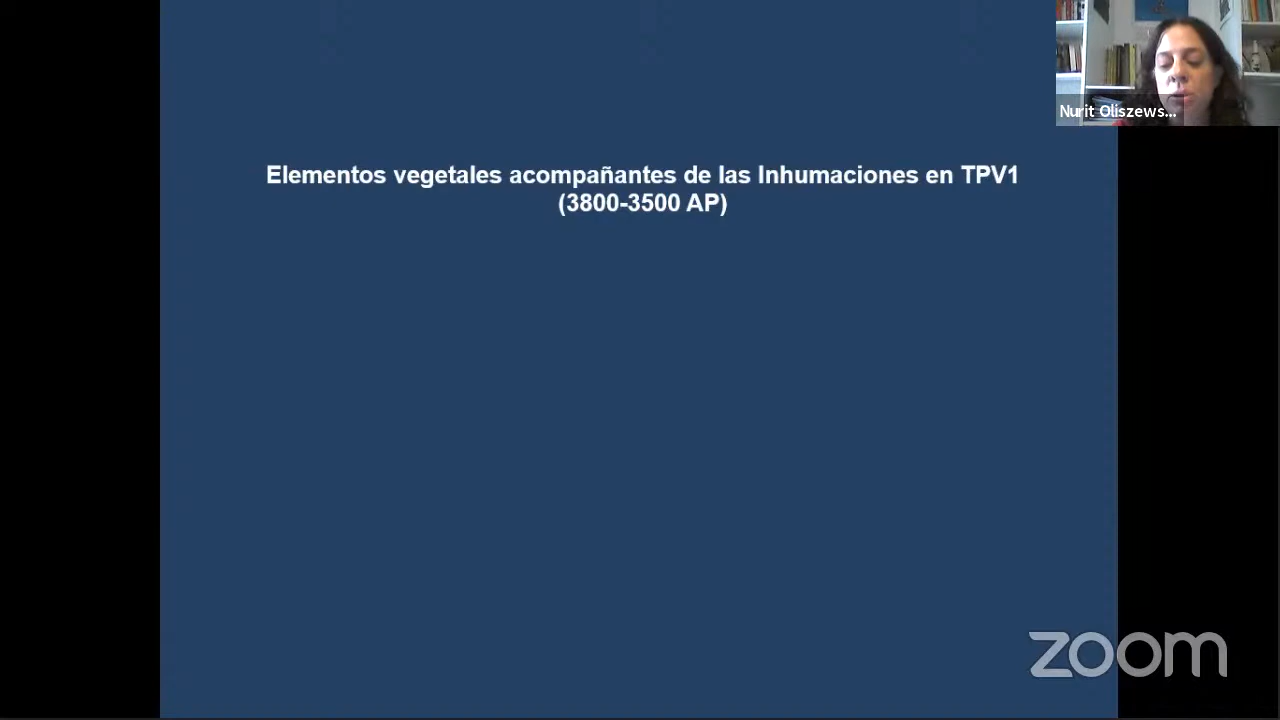 Elementos vegetales acompañantes de las Inhumaciones en TPV1
(3800-3500 AP)
Nurit Oliszews...
zoom